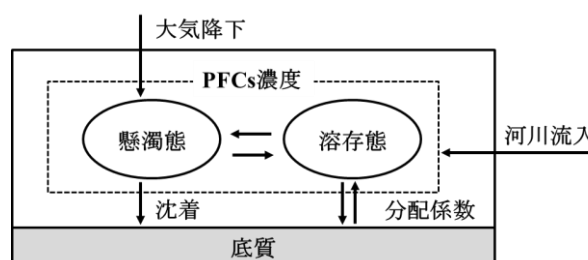 大気降下
PFCs濃度
懸濁態
溶存態
河川流入
沈着
分配係数
底質